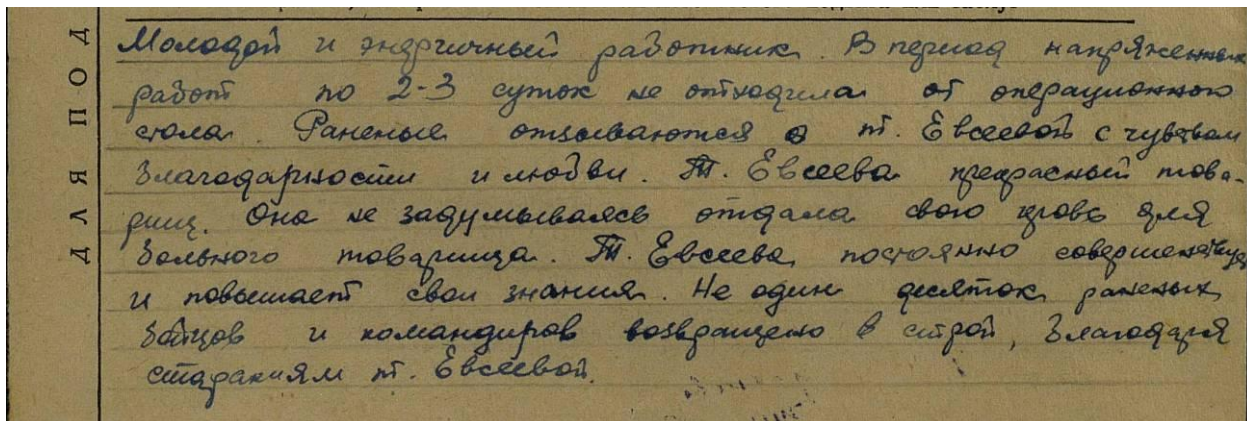 Молодой и энергичный работник. В период напряженных
работ по 2-3 суток не отходила от операционного
стола. Раненые отзываются о т. Евсеевой с чувством
благодарности и любви. Т. Евсеева прекрасный това-
рищ. Она не задумываясь отдала свою кровь для
больного товарища. Т. Евсеева постоянно совершенствует
и повышает свои знания. Не один десяток раненых
бойцов и командиров возвращено в строй, благодаря
стараниям т. Евсеевой.
ДЛЯ ПОД